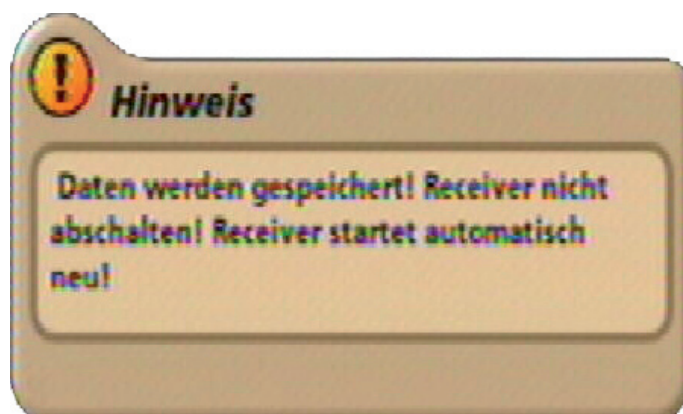 Hinweis
Daten werden gespeichert! Receiver nicht
abschalten! Receiver startet automatisch
neu!